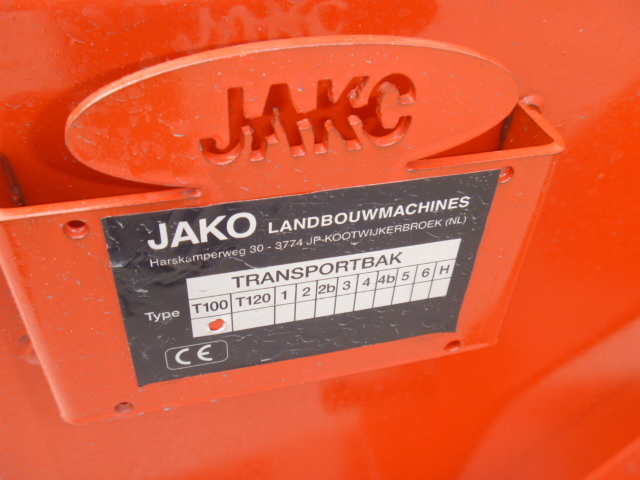 JAKO
JAKO LANDBOUWMACHINES
Harskamperweg 30 - 3774 JP-KOOTWIJKERBROEK (NL)
TRANSPORTBAK
Type T100 T120 1 2 2b 3 4 4b 5 6 H
CE